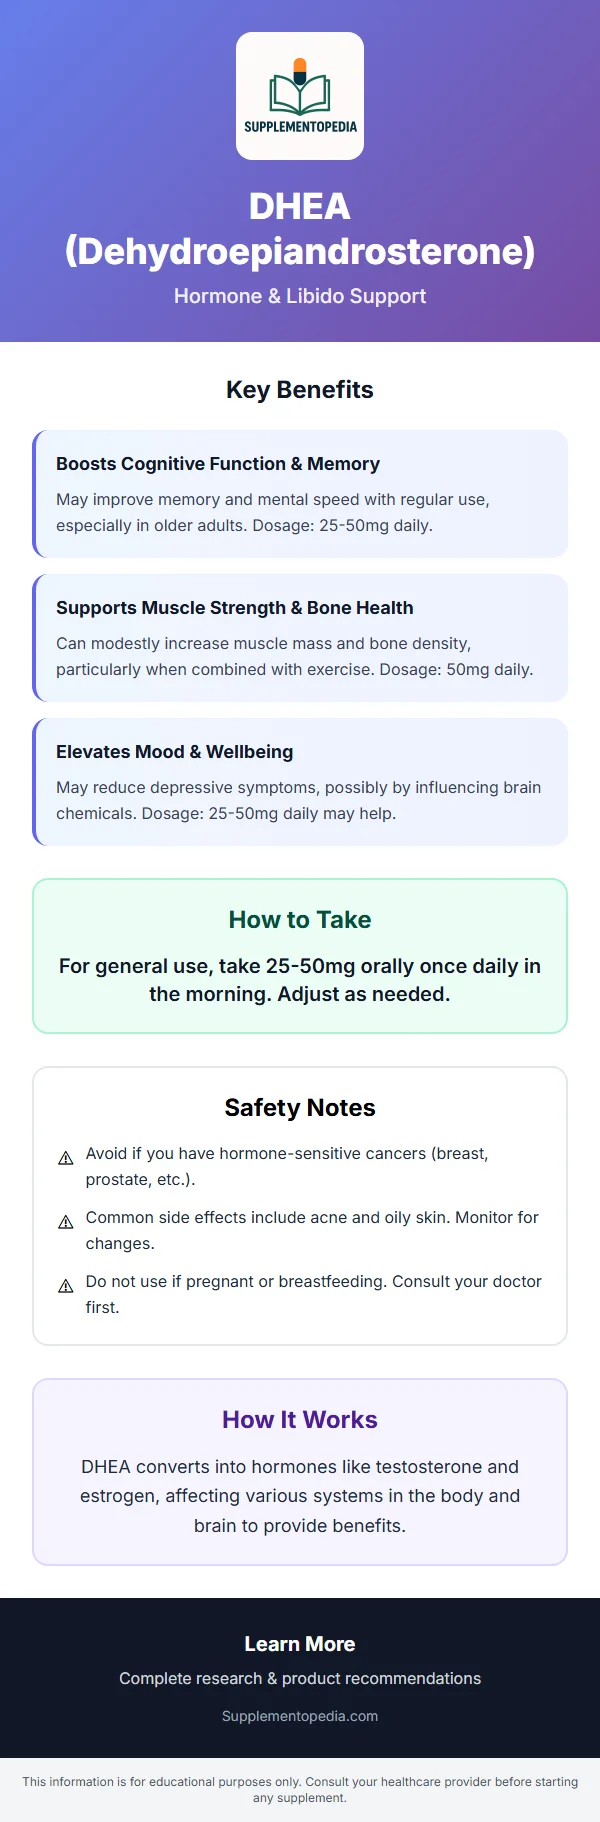 SUPPLEMENTOPEDIA
DHEA
(Dehydroepiandrosterone)
Hormone & Libido Support
Key Benefits
Boosts Cognitive Function & Memory
May improve memory and mental speed with regular use,
especially in older adults. Dosage: 25-50mg daily.
Supports Muscle Strength & Bone Health
Can modestly increase muscle mass and bone density,
particularly when combined with exercise. Dosage: 50mg daily.
Elevates Mood & Wellbeing
May reduce depressive symptoms, possibly by influencing brain
chemicals. Dosage: 25-50mg daily may help.
How to Take
For general use, take 25-50mg orally once daily in
the morning. Adjust as needed.
Safety Notes
Avoid if you have hormone-sensitive cancers (breast,
prostate, etc.).
Common side effects include acne and oily skin. Monitor for
changes.
Do not use if pregnant or breastfeeding. Consult your doctor
first.
How It Works
DHEA converts into hormones like testosterone and
estrogen, affecting various systems in the body and
brain to provide benefits.
Learn More
Complete research & product recommendations
Supplementopedia.com
This information is for educational purposes only. Consult your healthcare provider before starting
any supplement.